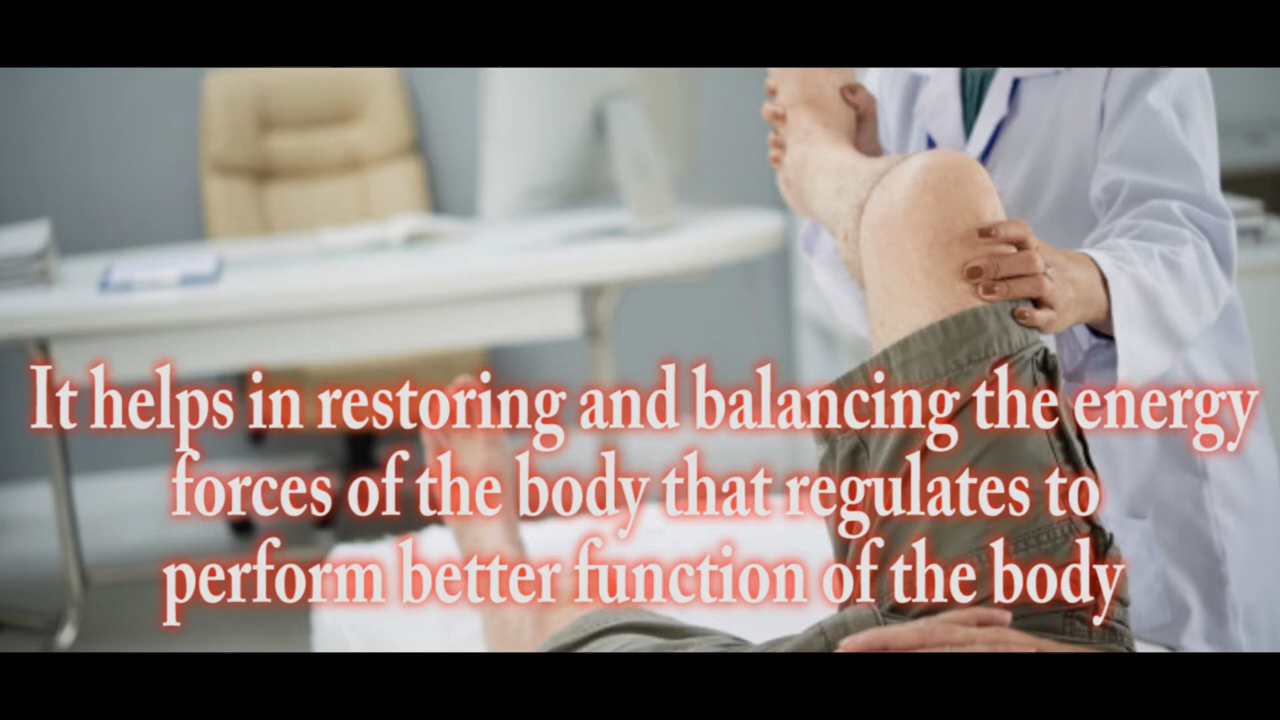 It helps in restoring and balancing the energy
forces of the body that regulates to
perform better function of the body